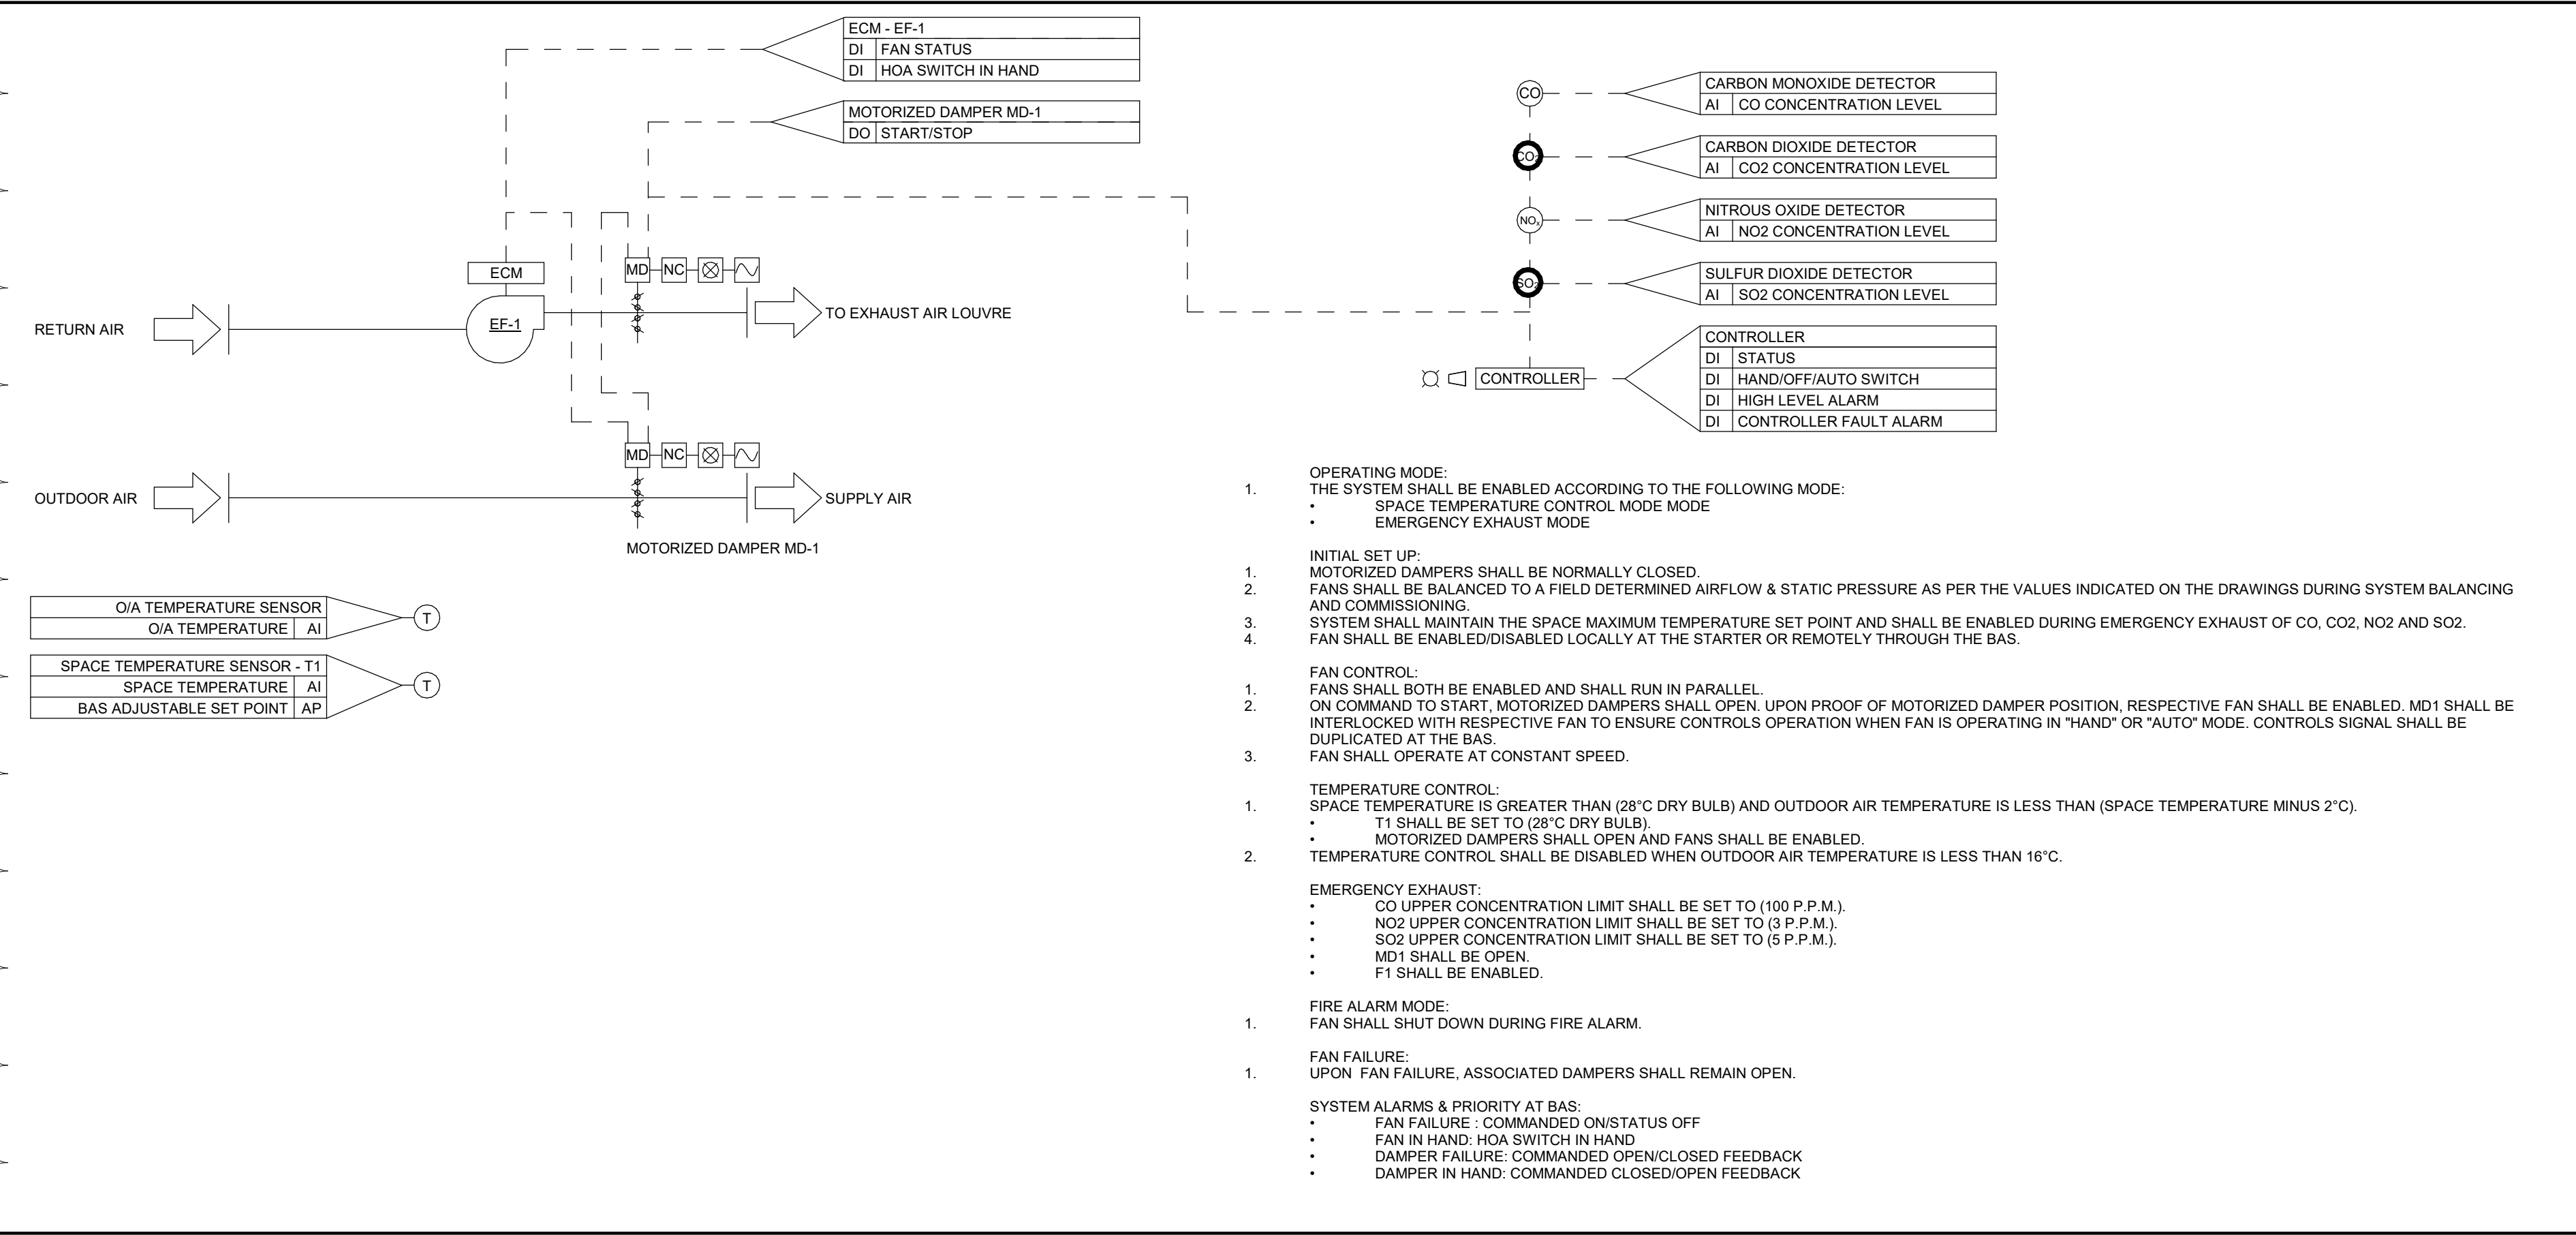 ECM - EF-1
DI FAN STATUS
DI HOA SWITCH IN HAND
MOTORIZED DAMPER MD-1
DO START/STOP
ECM
EF-1
RETURN AIR
MD NC
TO EXHAUST AIR LOUVRE
MD NC
OUTDOOR AIR
SUPPLY AIR
MOTORIZED DAMPER MD-1
O/A TEMPERATURE SENSOR
O/A TEMPERATURE AI
T
SPACE TEMPERATURE SENSOR - T1
SPACE TEMPERATURE AI
BAS ADJUSTABLE SET POINT AP
T
CO
CARBON MONOXIDE DETECTOR
AI CO CONCENTRATION LEVEL
CO2
CARBON DIOXIDE DETECTOR
AI CO2 CONCENTRATION LEVEL
NOx
NITROUS OXIDE DETECTOR
AI NO2 CONCENTRATION LEVEL
SO2
SULFUR DIOXIDE DETECTOR
AI SO2 CONCENTRATION LEVEL
CONTROLLER
CONTROLLER
DI STATUS
DI HAND/OFF/AUTO SWITCH
DI HIGH LEVEL ALARM
DI CONTROLLER FAULT ALARM
OPERATING MODE:
1. THE SYSTEM SHALL BE ENABLED ACCORDING TO THE FOLLOWING MODE:
• SPACE TEMPERATURE CONTROL MODE MODE
• EMERGENCY EXHAUST MODE
INITIAL SET UP:
1. MOTORIZED DAMPERS SHALL BE NORMALLY CLOSED.
2. FANS SHALL BE BALANCED TO A FIELD DETERMINED AIRFLOW & STATIC PRESSURE AS PER THE VALUES INDICATED ON THE DRAWINGS DURING SYSTEM BALANCING
AND COMMISSIONING.
3. SYSTEM SHALL MAINTAIN THE SPACE MAXIMUM TEMPERATURE SET POINT AND SHALL BE ENABLED DURING EMERGENCY EXHAUST OF CO, CO2, NO2 AND SO2.
4. FAN SHALL BE ENABLED/DISABLED LOCALLY AT THE STARTER OR REMOTELY THROUGH THE BAS.
FAN CONTROL:
1. FANS SHALL BOTH BE ENABLED AND SHALL RUN IN PARALLEL.
2. ON COMMAND TO START, MOTORIZED DAMPERS SHALL OPEN. UPON PROOF OF MOTORIZED DAMPER POSITION, RESPECTIVE FAN SHALL BE ENABLED. MD1 SHALL BE
INTERLOCKED WITH RESPECTIVE FAN TO ENSURE CONTROLS OPERATION WHEN FAN IS OPERATING IN "HAND" OR "AUTO" MODE. CONTROLS SIGNAL SHALL BE
DUPLICATED AT THE BAS.
3. FAN SHALL OPERATE AT CONSTANT SPEED.
TEMPERATURE CONTROL:
1. SPACE TEMPERATURE IS GREATER THAN (28°C DRY BULB) AND OUTDOOR AIR TEMPERATURE IS LESS THAN (SPACE TEMPERATURE MINUS 2°C).
• T1 SHALL BE SET TO (28°C DRY BULB).
• MOTORIZED DAMPERS SHALL OPEN AND FANS SHALL BE ENABLED.
2. TEMPERATURE CONTROL SHALL BE DISABLED WHEN OUTDOOR AIR TEMPERATURE IS LESS THAN 16°C.
EMERGENCY EXHAUST:
• CO UPPER CONCENTRATION LIMIT SHALL BE SET TO (100 P.P.M.).
• NO2 UPPER CONCENTRATION LIMIT SHALL BE SET TO (3 P.P.M.).
• SO2 UPPER CONCENTRATION LIMIT SHALL BE SET TO (5 P.P.M.).
• MD1 SHALL BE OPEN.
• F1 SHALL BE ENABLED.
FIRE ALARM MODE:
1. FAN SHALL SHUT DOWN DURING FIRE ALARM.
FAN FAILURE:
1. UPON FAN FAILURE, ASSOCIATED DAMPERS SHALL REMAIN OPEN.
SYSTEM ALARMS & PRIORITY AT BAS:
• FAN FAILURE : COMMANDED ON/STATUS OFF
• FAN IN HAND: HOA SWITCH IN HAND
• DAMPER FAILURE: COMMANDED OPEN/CLOSED FEEDBACK
• DAMPER IN HAND: COMMANDED CLOSED/OPEN FEEDBACK